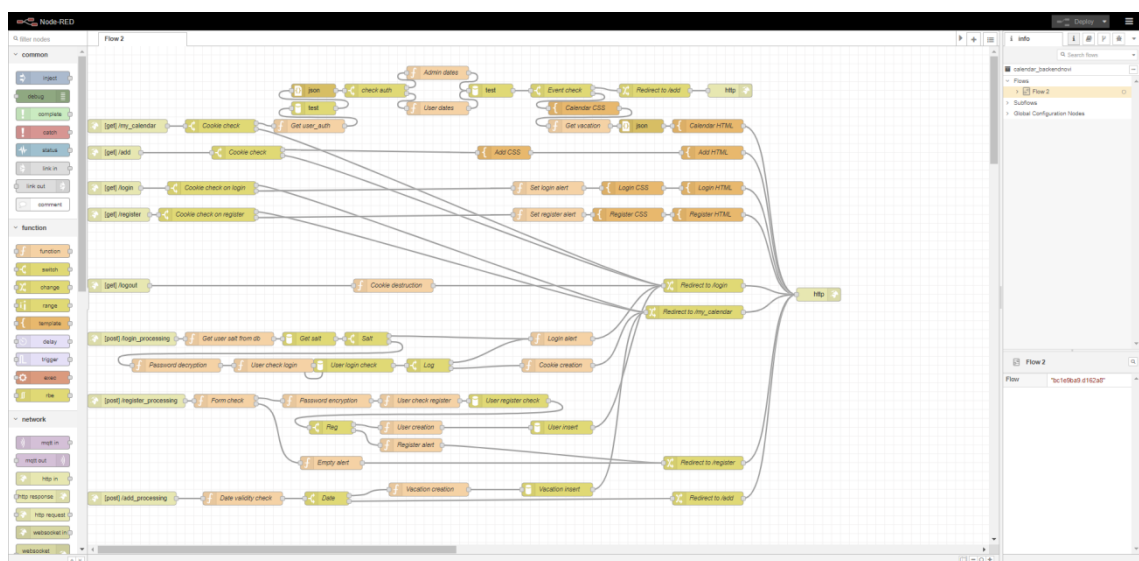 Node-RED
Deploy
filter nodes
Flow 2
info
i
Search flows
common
inject
debug
complete
catch
status
link in
link out
comment
function
function
switch
change
range
template
delay
trigger
exec
rbe
network
mqtt in
mqtt out
http in
http response
http request
websocket in
websocket
Admin dates
json
check auth
test
Event check
Redirect to /add
http
test
User dates
Calendar CSS
[get] /my_calendar
Cookie check
Get user_auth
Get vacation
json
Calendar HTML
[get] /add
Cookie check
Add CSS
Add HTML
[get] /login
Cookie check on login
Set login alert
Login CSS
Login HTML
[get] /register
Cookie check on register
Set register alert
Register CSS
Register HTML
[get] /logout
Cookie destruction
Redirect to /login
http
Redirect to /my_calendar
[post] /login_processing
Get user salt from db
Get salt
Salt
Login alert
Password decryption
User check login
User login check
Log
Cookie creation
[post] /register_processing
Form check
Password encryption
User check register
User register check
Reg
User creation
User insert
Register alert
Empty alert
Redirect to /register
[post] /add_processing
Date validity check
Date
Vacation creation
Vacation insert
Redirect to /add
calendar_backendnovi
Flows
Flow 2
Subflows
Global Configuration Nodes
Flow 2
Flow
"bc1e9ba9.d162a8"